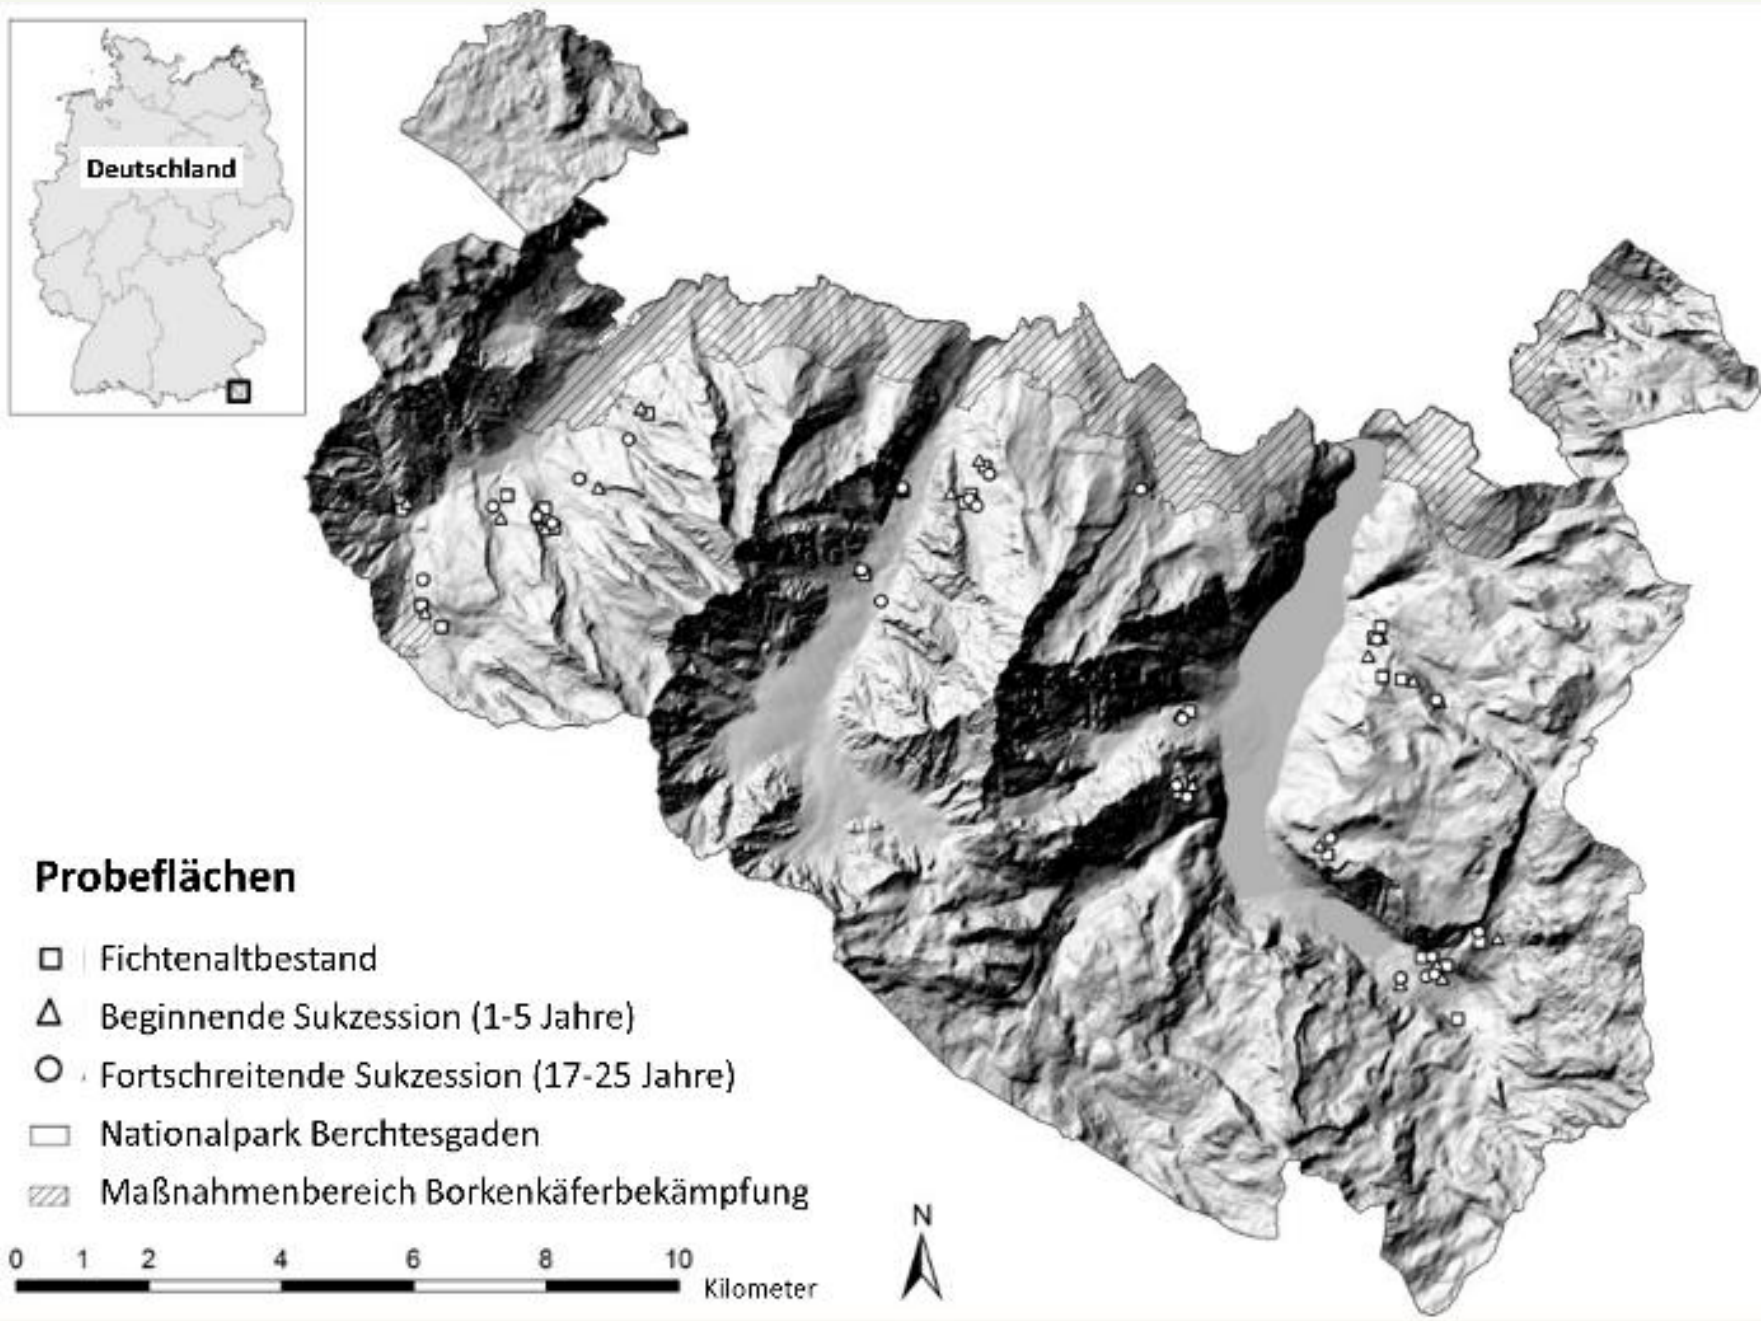 Deutschland
Probeflächen
Fichtenaltbestand
Beginnende Sukzession (1-5 Jahre)
Fortschreitende Sukzession (17-25 Jahre)
Nationalpark Berchtesgaden
Maßnahmenbereich Borkenkäferbekämpfung
0 1 2 4 6 8 10
Kilometer
N